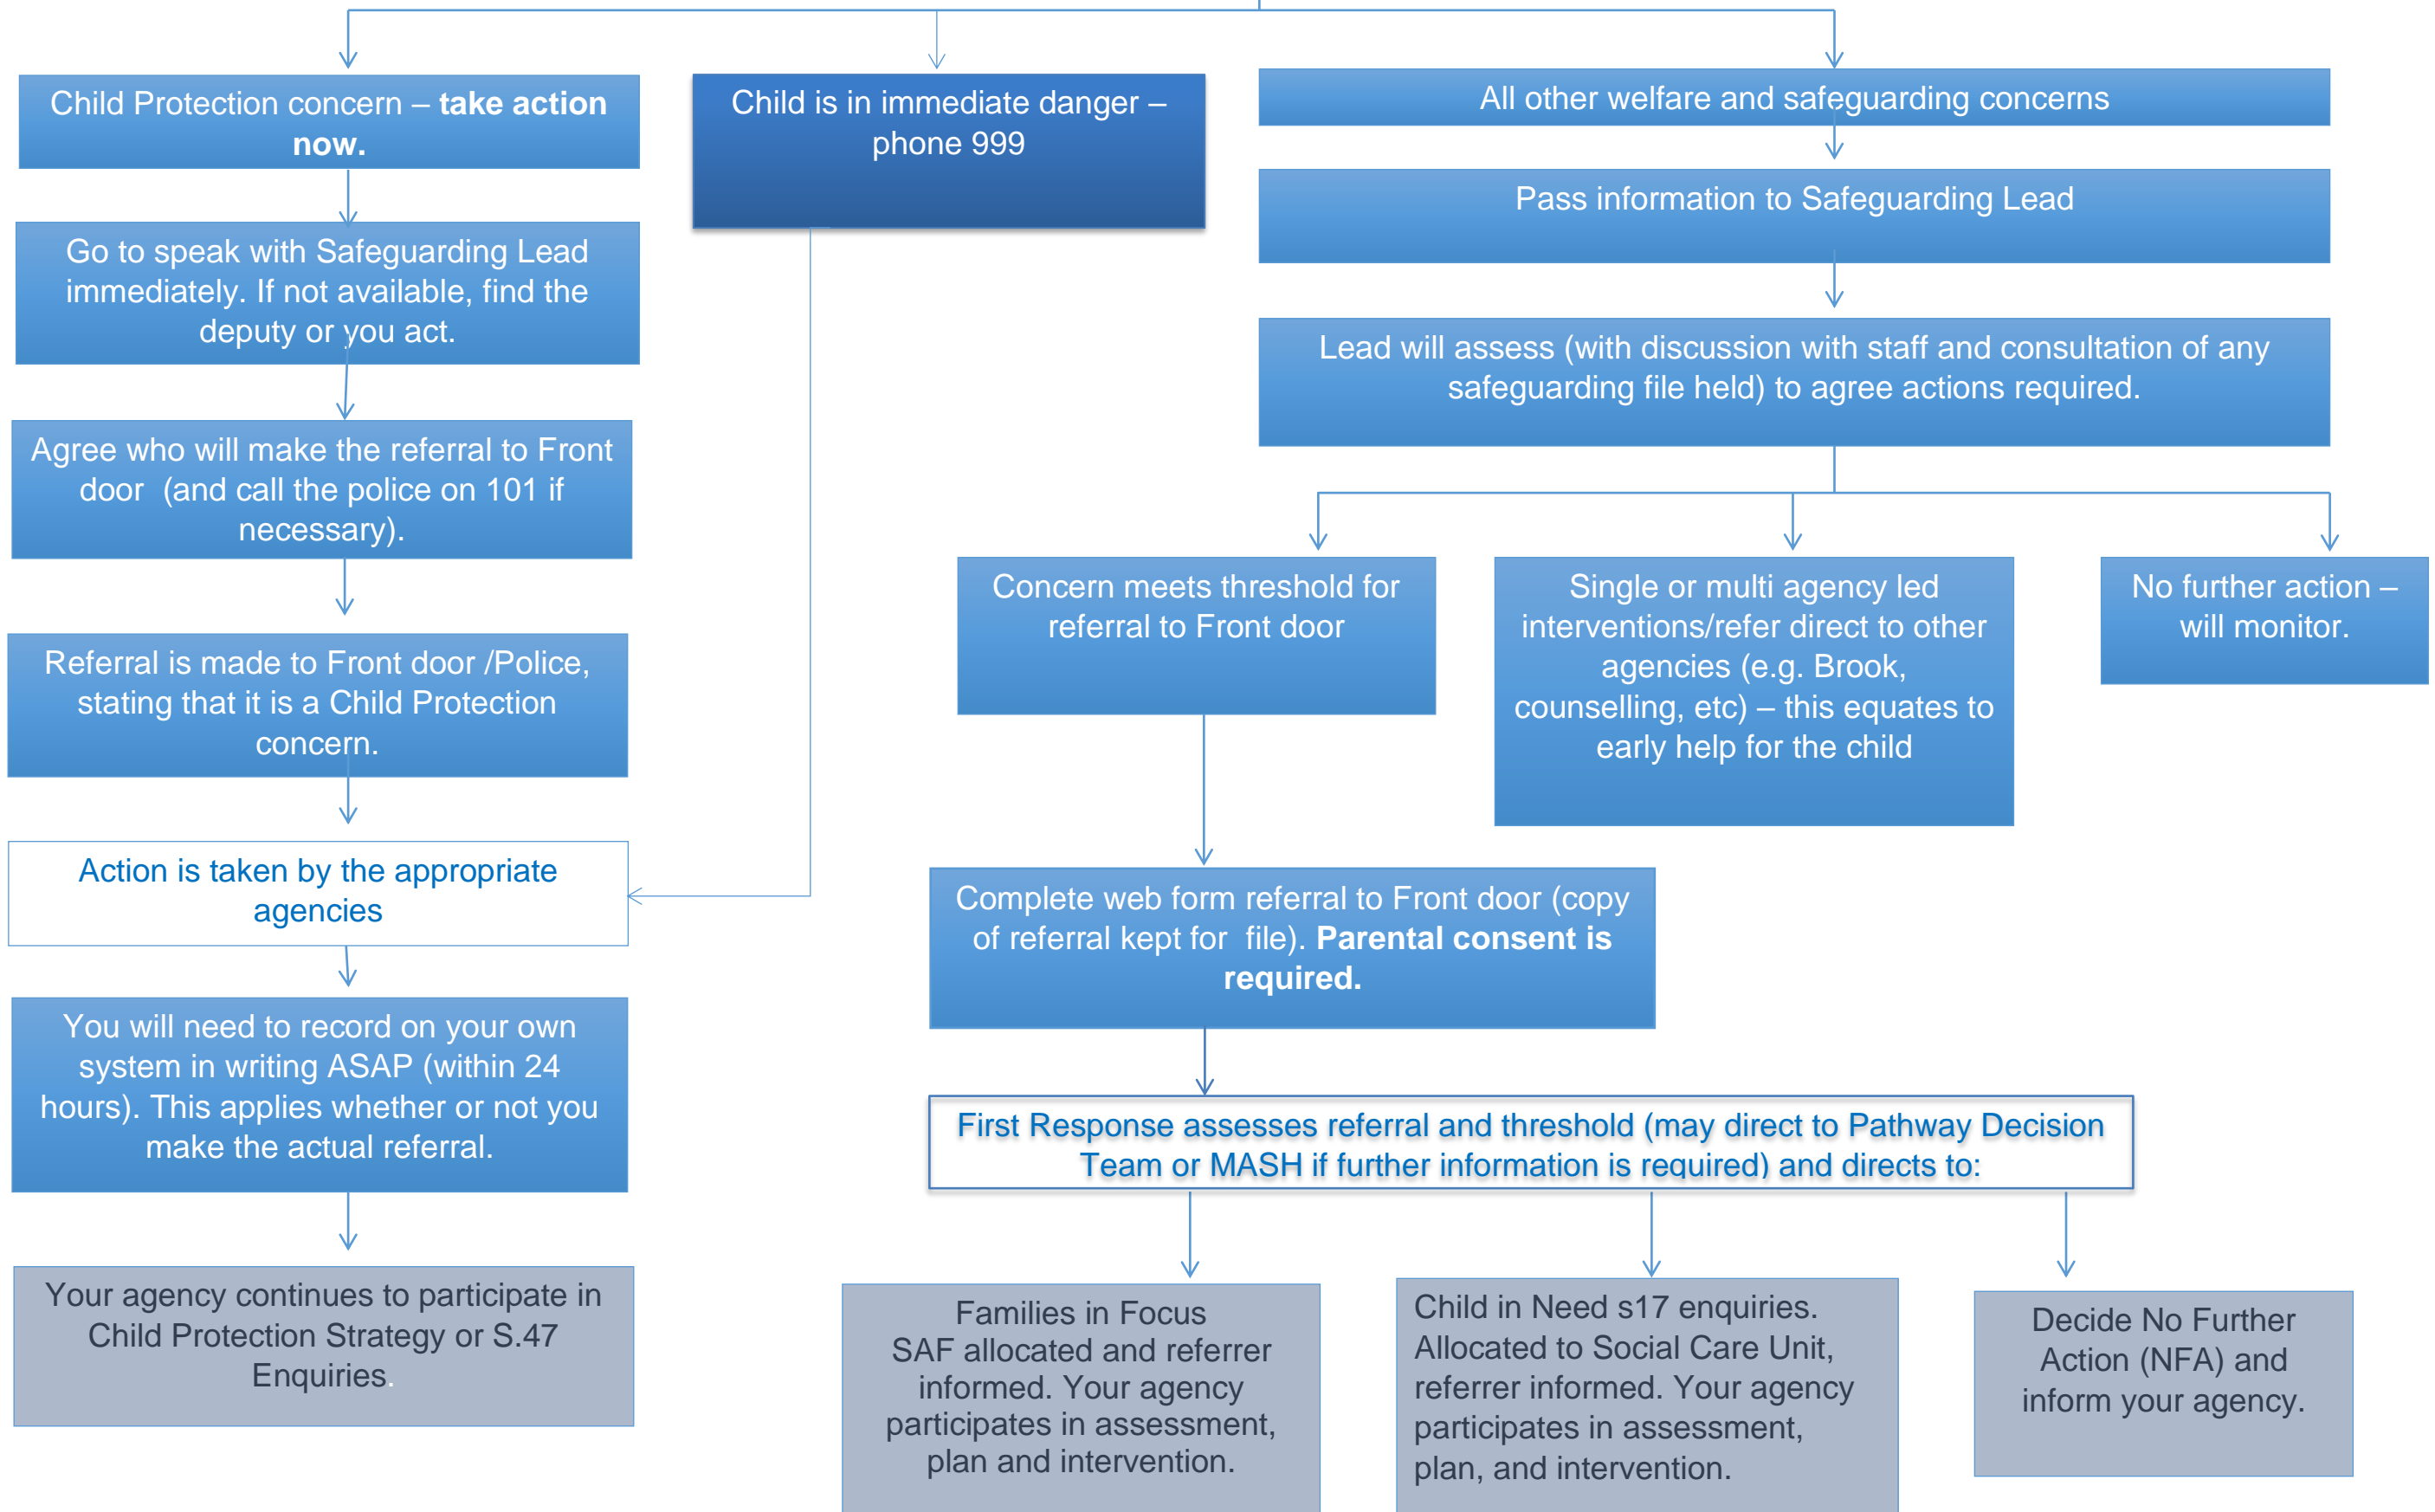 Child Protection concern – take action
now.
Go to speak with Safeguarding Lead
immediately. If not available, find the
deputy or you act.
Agree who will make the referral to Front
door  (and call the police on 101 if
necessary).
Referral is made to Front door /Police,
stating that it is a Child Protection
concern.
Action is taken by the appropriate
agencies
You will need to record on your own
system in writing ASAP (within 24
hours). This applies whether or not you
make the actual referral.
Your agency continues to participate in
Child Protection Strategy or S.47
Enquiries.
Child is in immediate danger –
phone 999
All other welfare and safeguarding concerns
Pass information to Safeguarding Lead
Lead will assess (with discussion with staff and consultation of any
safeguarding file held) to agree actions required.
Concern meets threshold for
referral to Front door
Single or multi agency led
interventions/refer direct to other
agencies (e.g. Brook,
counselling, etc) – this equates to
early help for the child
No further action –
will monitor.
Complete web form referral to Front door (copy
of referral kept for  file). Parental consent is
required.
First Response assesses referral and threshold (may direct to Pathway Decision
Team or MASH if further information is required) and directs to:
Families in Focus
SAF allocated and referrer
informed. Your agency
participates in assessment,
plan and intervention.
Child in Need s17 enquiries.
Allocated to Social Care Unit,
referrer informed. Your agency
participates in assessment,
plan, and intervention.
Decide No Further
Action (NFA) and
inform your agency.